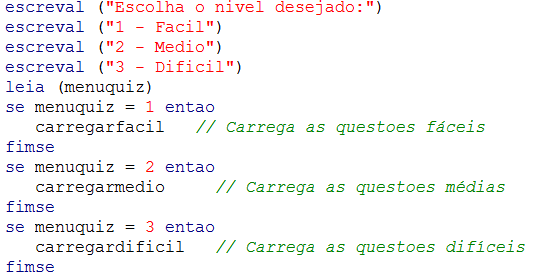 escreval ("Escolha o nivel desejado:")
escreval ("1 - Facil")
escreval ("2 - Medio")
escreval ("3 - Dificil")
leia (menuquiz)
se menuquiz = 1 entao
   carregarfacil   // Carrega as questoes fáceis
fimse
se menuquiz = 2 entao
   carregarmedio     // Carrega as questoes médias
fimse
se menuquiz = 3 entao
   carregardificil   // Carrega as questoes difíceis
fimse